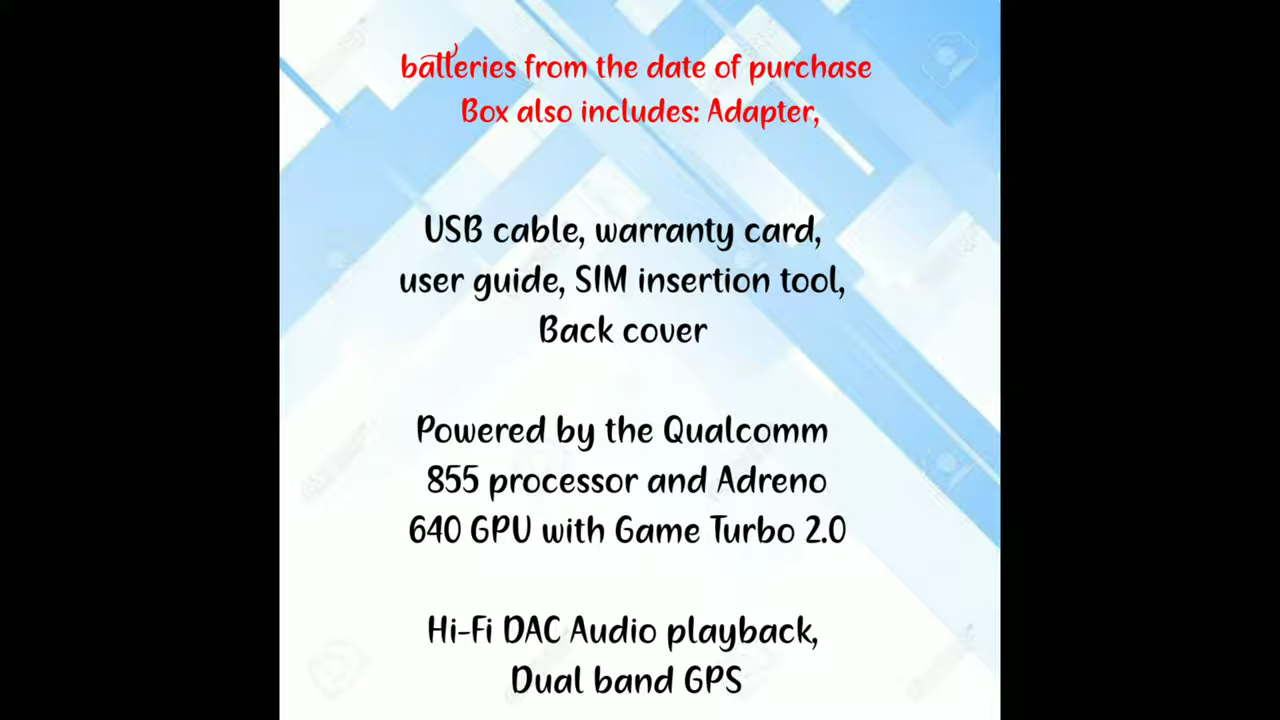 batteries from the date of purchase
Box also includes: Adapter,
USB cable, warranty card,
user guide, SIM insertion tool,
Back cover
Powered by the Qualcomm
855 processor and Adreno
640 GPU with Game Turbo 2.0
Hi-Fi DAC Audio playback,
Dual band GPS